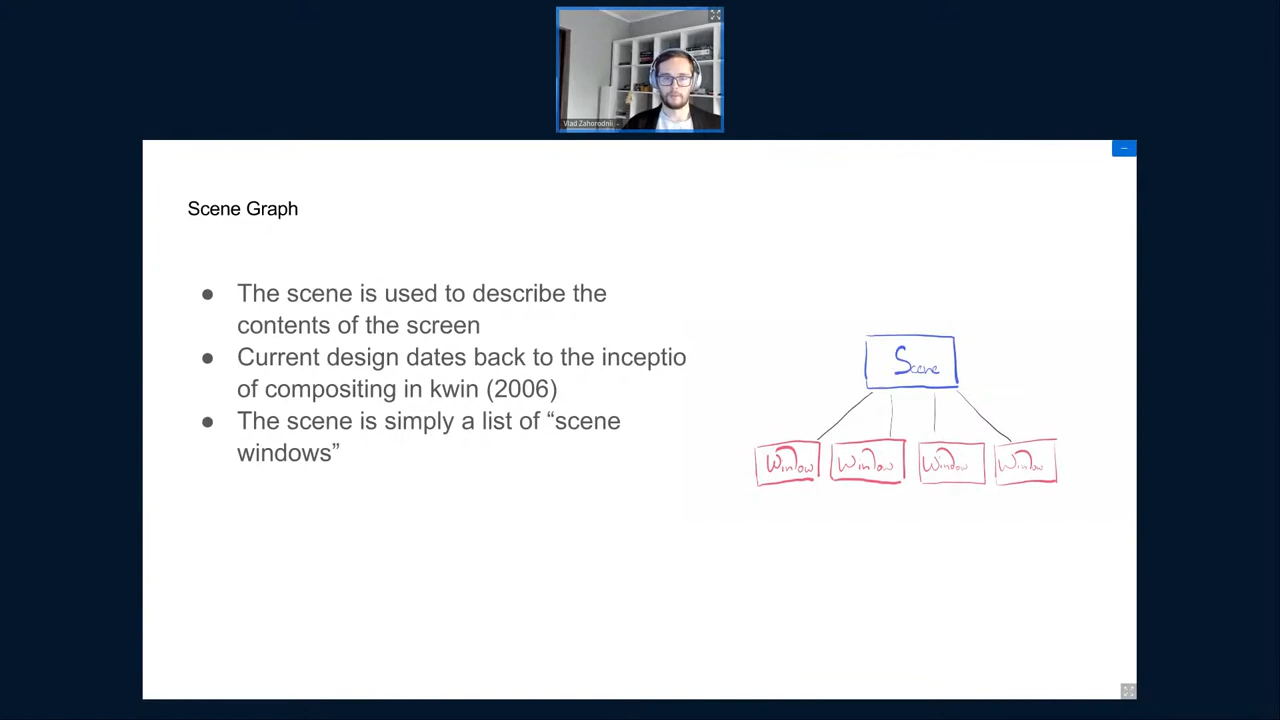 Vlad Zahorodnii
Scene Graph
● The scene is used to describe the
contents of the screen
● Current design dates back to the inceptio
of compositing in kwin (2006)
● The scene is simply a list of “scene
windows”
Scene
Window Window Window Window